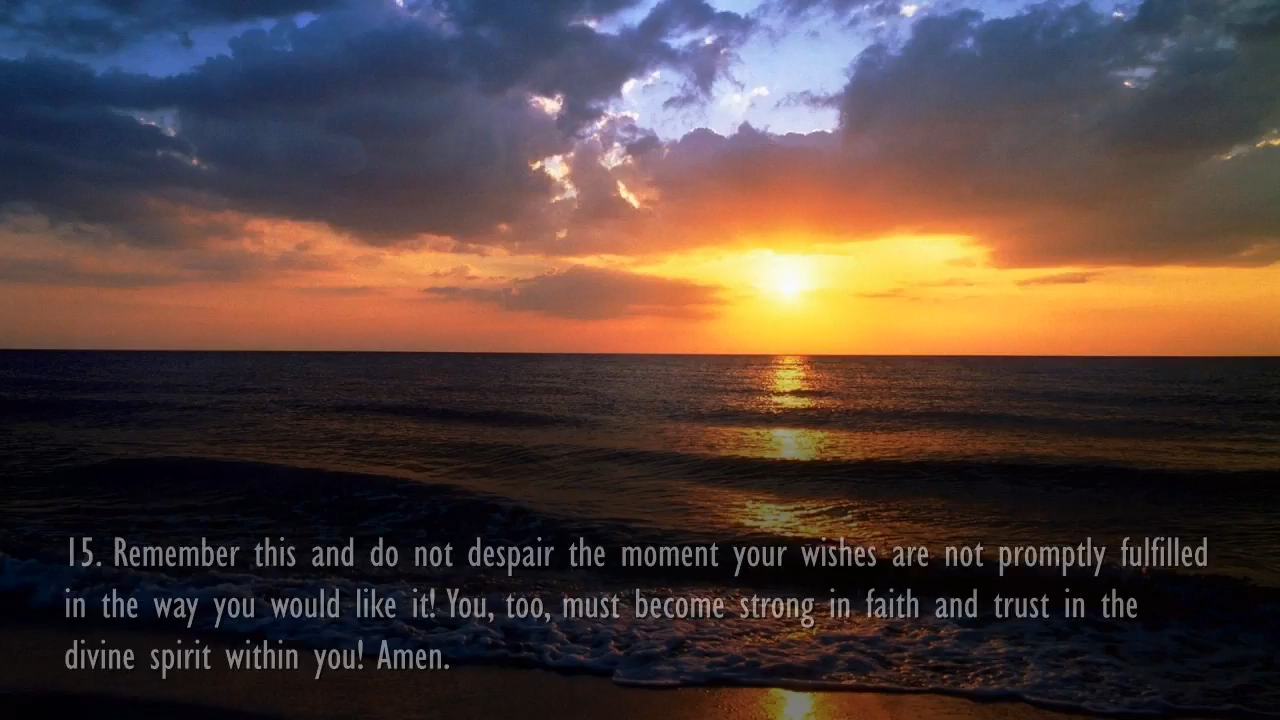 15. Remember this and do not despair the moment your wishes are not promptly fulfilled
in the way you would like it! You, too, must become strong in faith and trust in the
divine spirit within you! Amen.